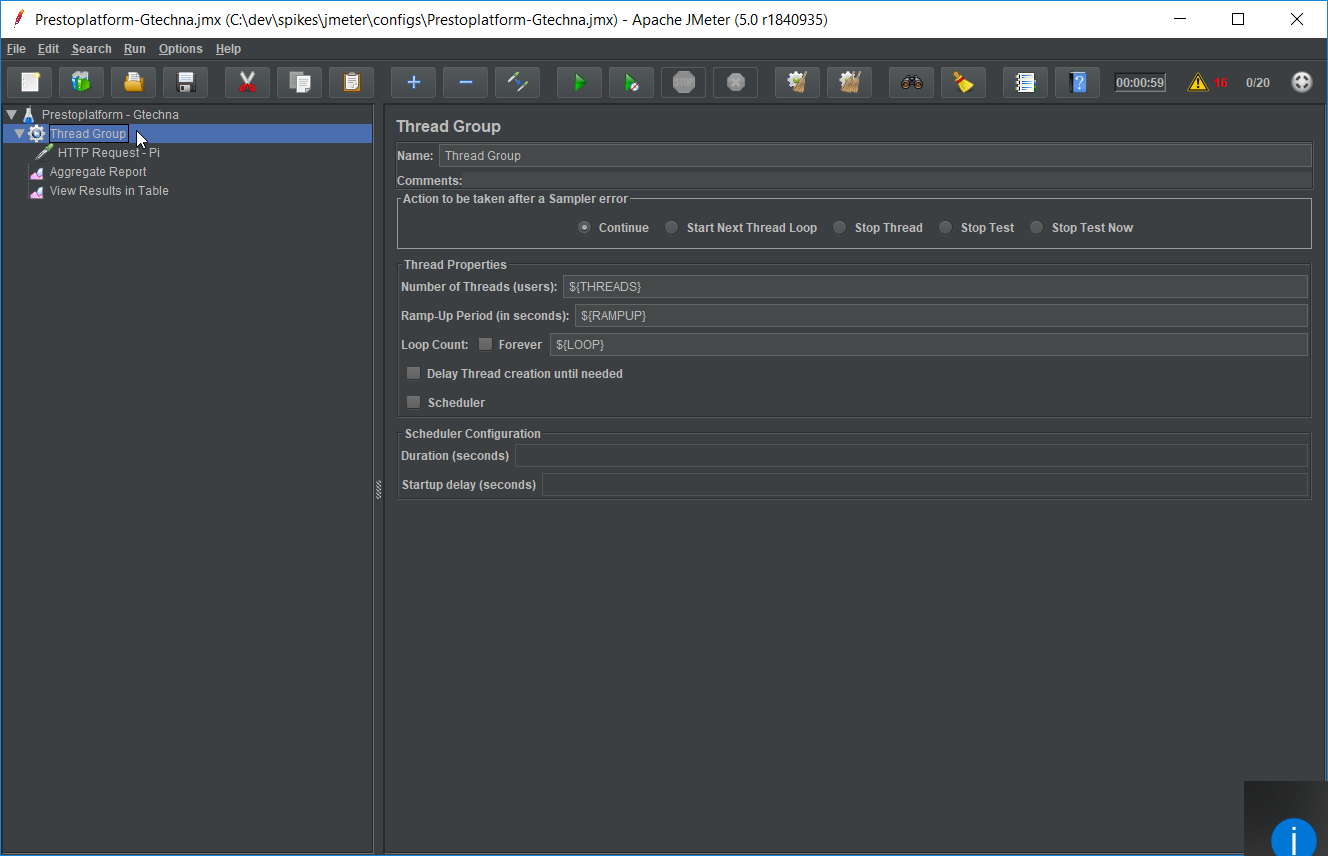 Prestoplatform-Gtechna.jmx (C:\dev\spikes\jmeter\configs\Prestoplatform-Gtechna.jmx) - Apache JMeter (5.0 r1840935)
File Edit Search Run Options Help
STOP 00:00:59 16 0/20
Prestoplatform - Gtechna
Thread Group
HTTP Request - Pi
Aggregate Report
View Results in Table
Thread Group
Name: Thread Group
Comments:
Action to be taken after a Sampler error
Continue Start Next Thread Loop Stop Thread Stop Test Stop Test Now
Thread Properties
Number of Threads (users): ${THREADS}
Ramp-Up Period (in seconds): ${RAMPUP}
Loop Count: Forever ${LOOP}
Delay Thread creation until needed
Scheduler
Scheduler Configuration
Duration (seconds)
Startup delay (seconds)